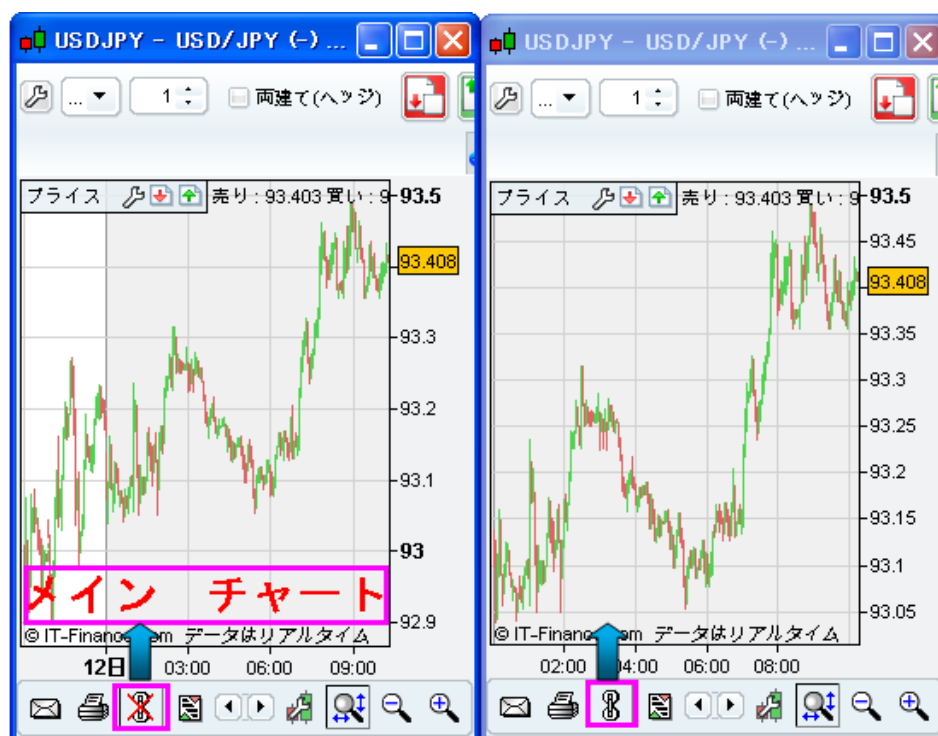 USDJPY - USD/JPY (-) ...
... 1 両建て(ヘッジ)
プライス 売り : 93.403 買い : 9
93.5
93.408
93.3
93.2
93.1
93
92.9
メイン チャート
© IT-Finance.com データはリアルタイム
12日 03:00 06:00 09:00
USDJPY - USD/JPY (-) ...
... 1 両建て(ヘッジ)
プライス 売り : 93.403 買い : 9
93.5
93.45
93.408
93.35
93.3
93.25
93.2
93.15
93.1
93.05
© IT-Finance.com データはリアルタイム
02:00 04:00 06:00 08:00